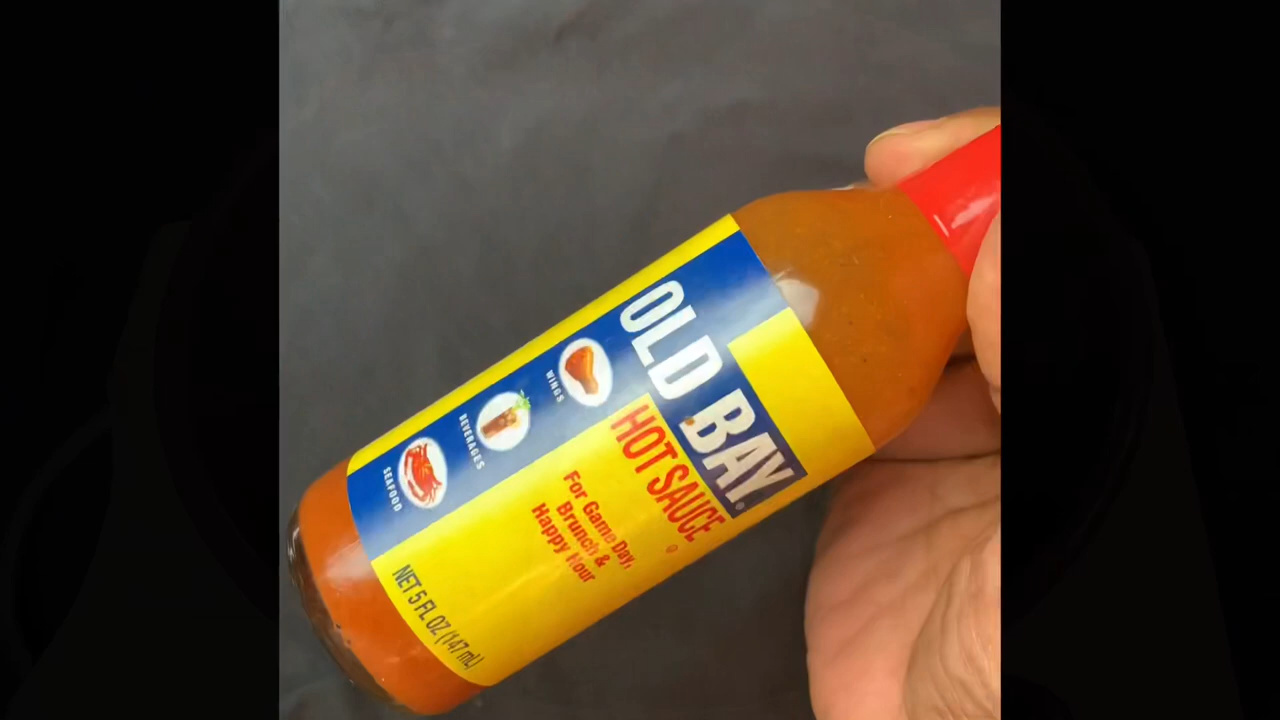 OLD BAY®
HOT SAUCE
For Game Day,
Brunch &
Happy Hour
WINGS
BEVERAGES
SEAFOOD
NET 5 FL OZ (147 mL)